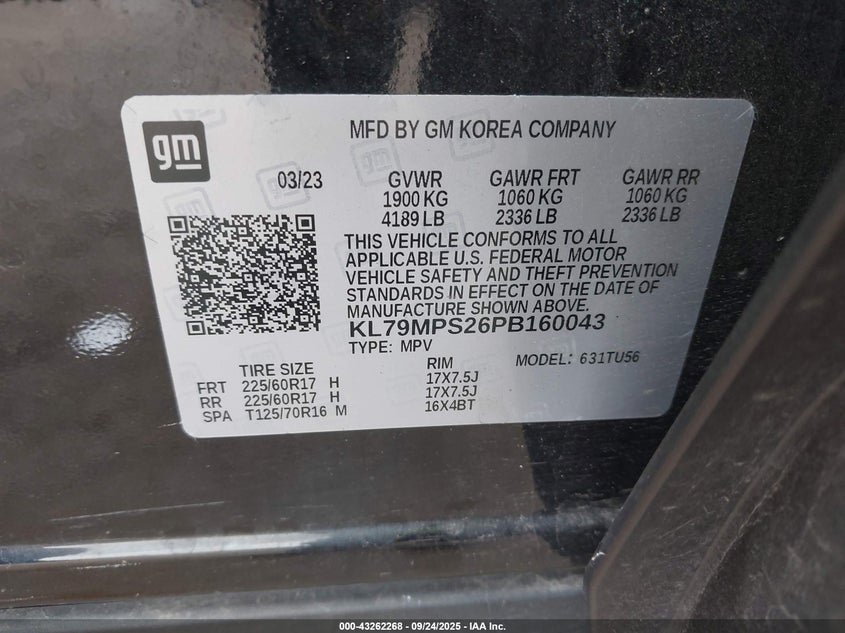 gm
MFD BY GM KOREA COMPANY
03/23
GVWR GAWR FRT GAWR RR
1900 KG 1060 KG 1060 KG
4189 LB 2336 LB 2336 LB
THIS VEHICLE CONFORMS TO ALL
APPLICABLE U.S. FEDERAL MOTOR
VEHICLE SAFETY AND THEFT PREVENTION
STANDARDS IN EFFECT ON THE DATE OF
MANUFACTURE SHOWN ABOVE.
KL79MPS26PB160043
TYPE: MPV MODEL: 631TU56
TIRE SIZE RIM
FRT 225/60R17 H 17X7.5J
RR 225/60R17 H 17X7.5J
SPA T125/70R16 M 16X4BT
000-43262268 - 09/24/2025 - IAA Inc.